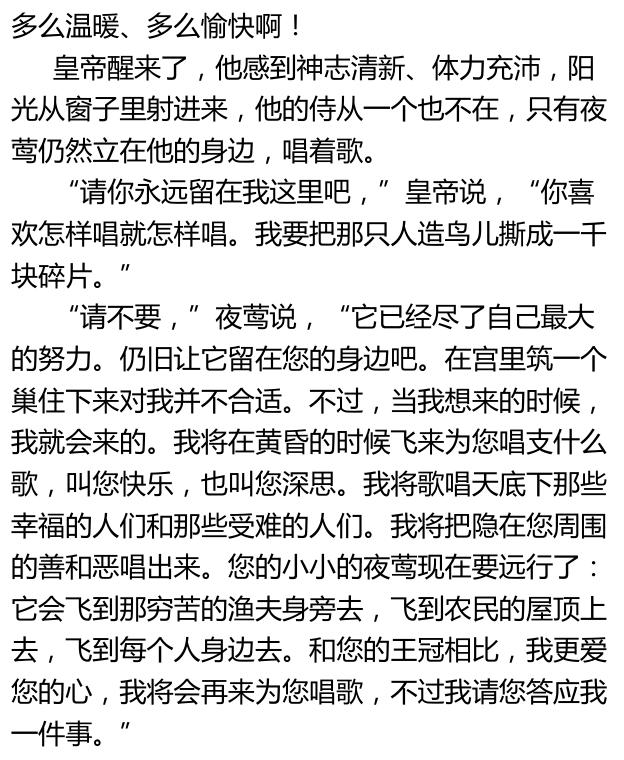 多么温暖、多么愉快啊！
皇帝醒来了，他感到神志清新、体力充沛，阳
光从窗子里射进来，他的侍从一个也不在，只有夜
莺仍然立在他的身边，唱着歌。
“请你永远留在我这里吧，”皇帝说，“你喜
欢怎样唱就怎样唱。我要把那只人造鸟儿撕成一千
块碎片。”
“请不要，”夜莺说，“它已经尽了自己最大
的努力。仍旧让它留在您的身边吧。在宫里筑一个
巢住下来对我并不合适。不过，当我想来的时候，
我就会来的。我将在黄昏的时候飞来为您唱支什么
歌，叫您快乐，也叫您深思。我将歌唱天底下那些
幸福的人们和那些受难的人们。我将把隐在您周围
的善和恶唱出来。您的小小的夜莺现在要远行了：
它会飞到那穷苦的渔夫身旁去，飞到农民的屋顶上
去，飞到每个人身边去。和您的王冠相比，我更爱
您的心，我将会再来为您唱歌，不过我请您答应我
一件事。”